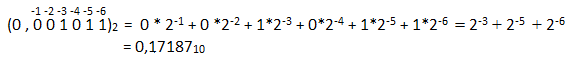 -1 -2 -3 -4 -5 -6
(0 , 0 0 1 0 1 1)₂ = 0 * 2⁻¹ + 0 *2⁻² + 1*2⁻³ + 0*2⁻⁴ + 1*2⁻⁵ + 1*2⁻⁶ = 2⁻³ + 2⁻⁵ + 2⁻⁶
= 0,17187₁₀